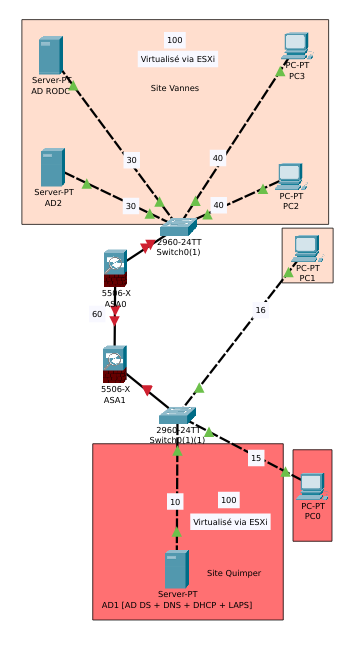 100
Virtualisé via ESXi
Site Vannes
Server-PT
AD RODC
PC-PT
PC3
30
40
Server-PT
AD2
30
40
PC-PT
PC2
2960-24TT
Switch0(1)
5506-X
ASA0
PC-PT
PC1
60
16
5506-X
ASA1
2960-24TT
Switch0(1)(1)
15
10
100
Virtualisé via ESXi
PC-PT
PC0
Site Quimper
Server-PT
AD1 [AD DS + DNS + DHCP + LAPS]